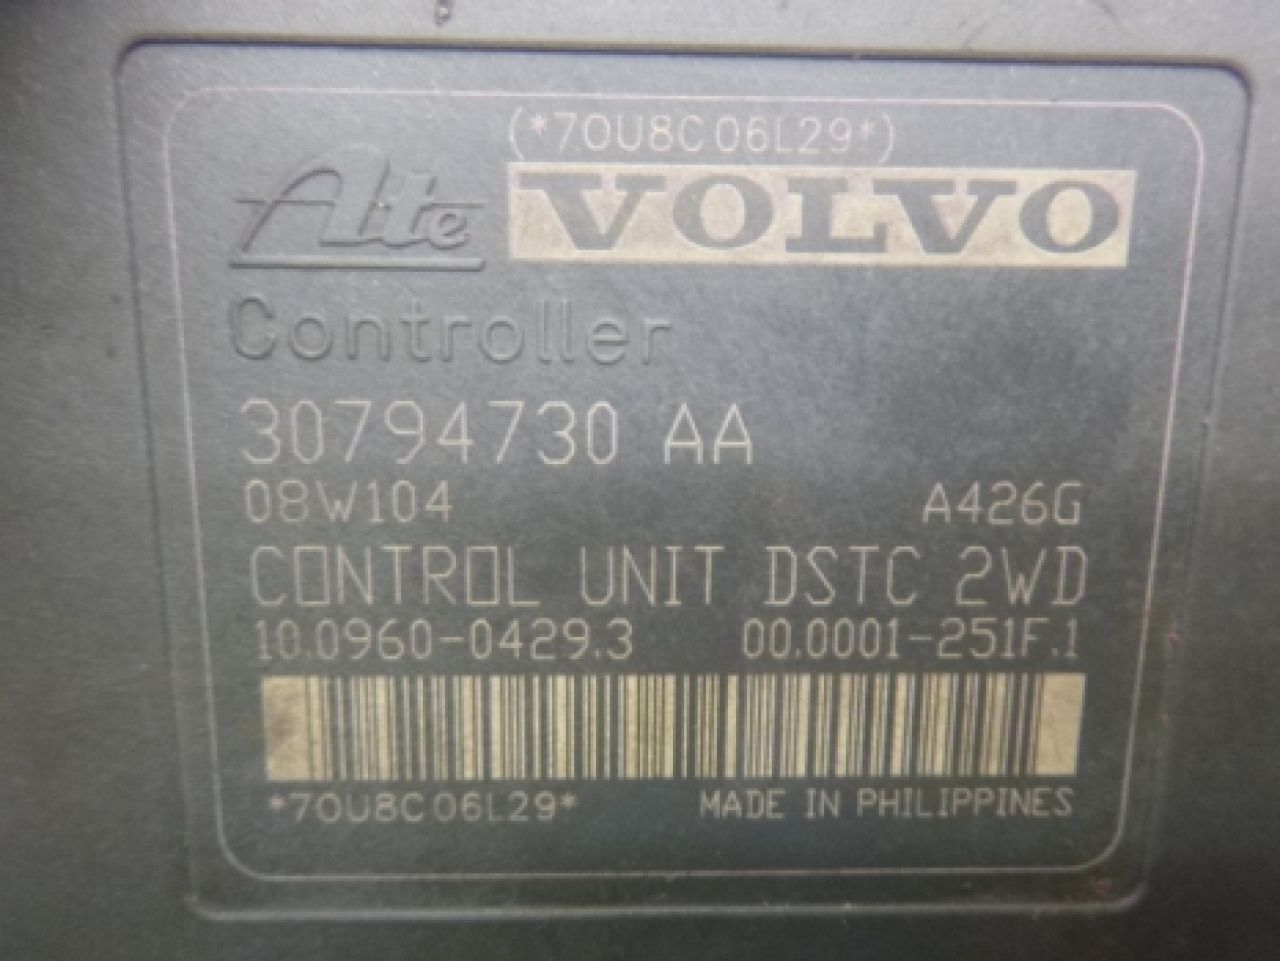 (*70U8C06L29*)
Ate VOLVO
Controller
30794730 AA
08W104 A426G
CONTROL UNIT DSTC 2WD
10.0960-0429.3 00.0001-251F.1
*70U8C06L29* MADE IN PHILIPPINES